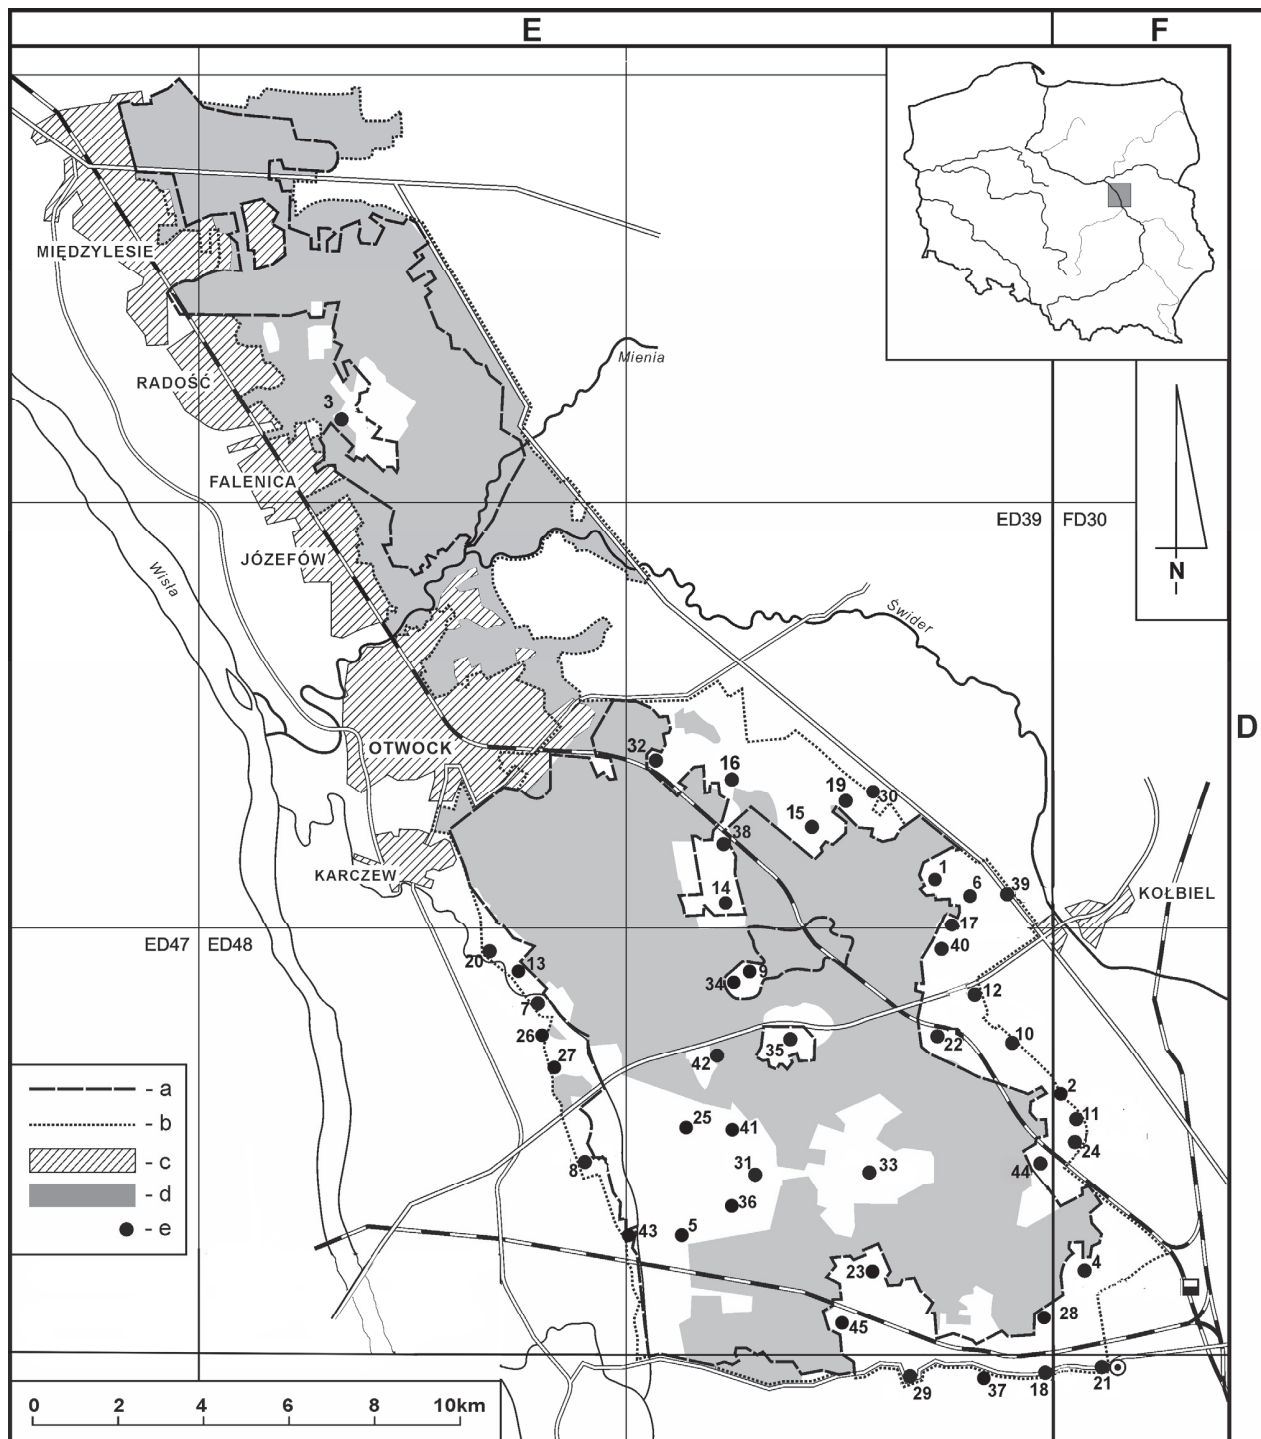 E
F
MIĘDZYLESIE
Mienia
RADOŚĆ
3
FALENICA
ED39
FD30
JÓZEFÓW
Wisła
N
Świder
D
OTWOCK
32
16
19
30
15
38
KARCZEW
1
6
39
KOŁBIEL
14
17
ED47
ED48
40
20
13
9
34
12
7
26
22
10
35
42
27
2
- a
11
- b
25
41
24
- c
8
31
33
44
- d
36
- e
43
5
4
23
28
45
21
29
37
18
0
2
4
6
8
10km